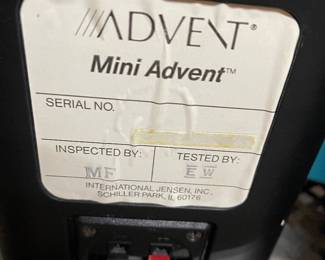 ADVENT®
Mini Advent™
SERIAL NO.
INSPECTED BY: TESTED BY:
MF EW
INTERNATIONAL JENSEN, INC.
SCHILLER PARK, IL 60176